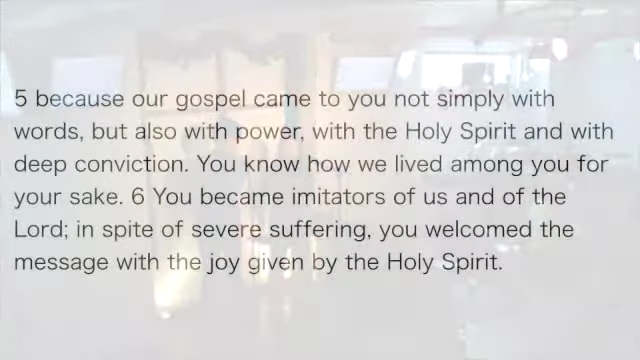 5 because our gospel came to you not simply with
words, but also with power, with the Holy Spirit and with
deep conviction. You know how we lived among you for
your sake. 6 You became imitators of us and of the
Lord; in spite of severe suffering, you welcomed the
message with the joy given by the Holy Spirit.